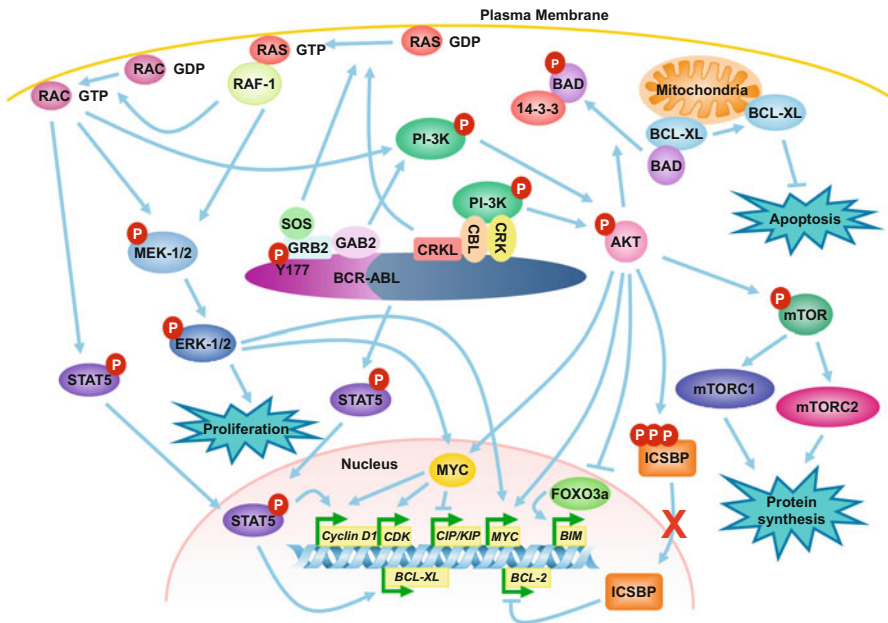 Plasma Membrane
RAS GTP
RAS GDP
RAC GDP
RAC GTP
RAF-1
P
BAD
14-3-3
Mitochondria
BCL-XL
BCL-XL
BAD
P
PI-3K
P
PI-3K
Apoptosis
SOS
GRB2
GAB2
P
Y177
CRKL
CBL
CRK
BCR-ABL
P
AKT
P
MEK-1/2
P
mTOR
P
ERK-1/2
P
STAT5
P
STAT5
mTORC1
mTORC2
Proliferation
P P P
ICSBP
Nucleus
MYC
FOXO3a
Protein
synthesis
P
STAT5
X
Cyclin D1
CDK
CIP/KIP
MYC
BIM
BCL-XL
BCL-2
ICSBP